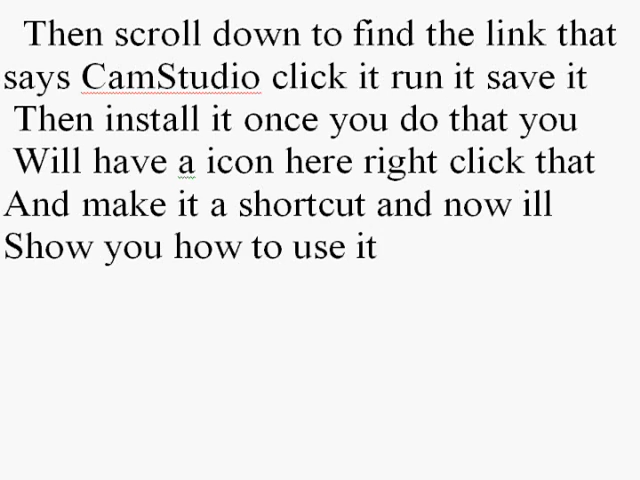 Then scroll down to find the link that
says CamStudio click it run it save it
Then install it once you do that you
Will have a icon here right click that
And make it a shortcut and now ill
Show you how to use it